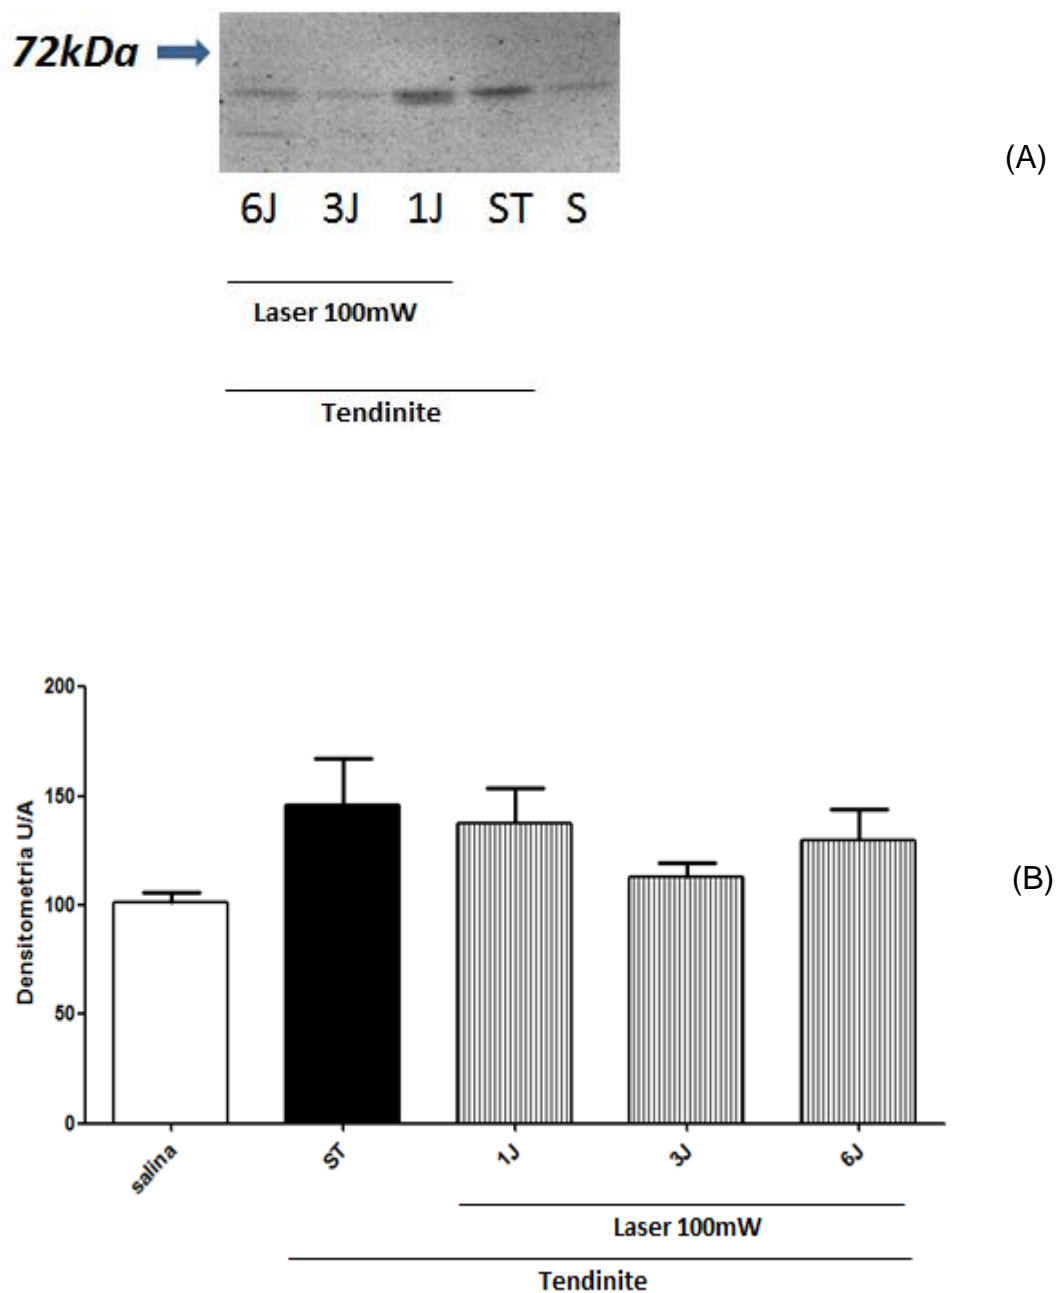 72kDa
(A)
6J 3J 1J ST S
Laser 100mW
Tendinite
200
150
100
50
0
Densitometria U/A
(B)
salina ST 1J 3J 6J
Laser 100mW
Tendinite